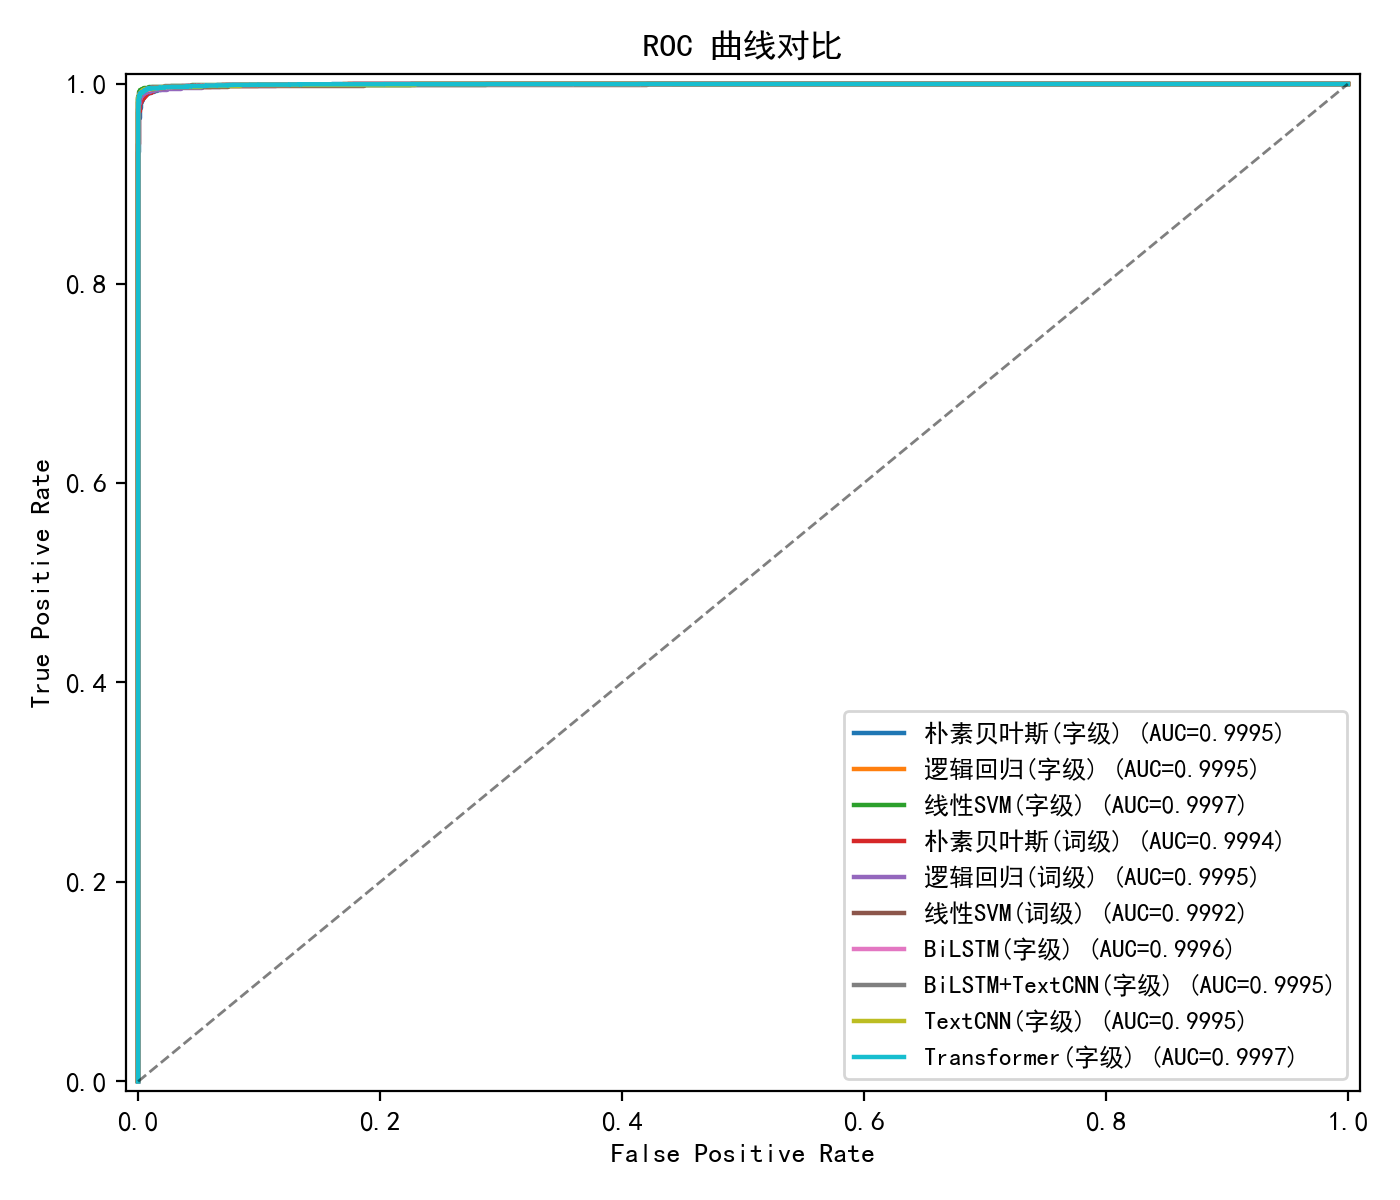 ROC 曲线对比
1.0
0.8
0.6
0.4
0.2
0.0
True Positive Rate
朴素贝叶斯(字级) (AUC=0.9995)
逻辑回归(字级) (AUC=0.9995)
线性SVM(字级) (AUC=0.9997)
朴素贝叶斯(词级) (AUC=0.9994)
逻辑回归(词级) (AUC=0.9995)
线性SVM(词级) (AUC=0.9992)
BiLSTM(字级) (AUC=0.9996)
BiLSTM+TextCNN(字级) (AUC=0.9995)
TextCNN(字级) (AUC=0.9995)
Transformer(字级) (AUC=0.9997)
0.0 0.2 0.4 0.6 0.8 1.0
False Positive Rate